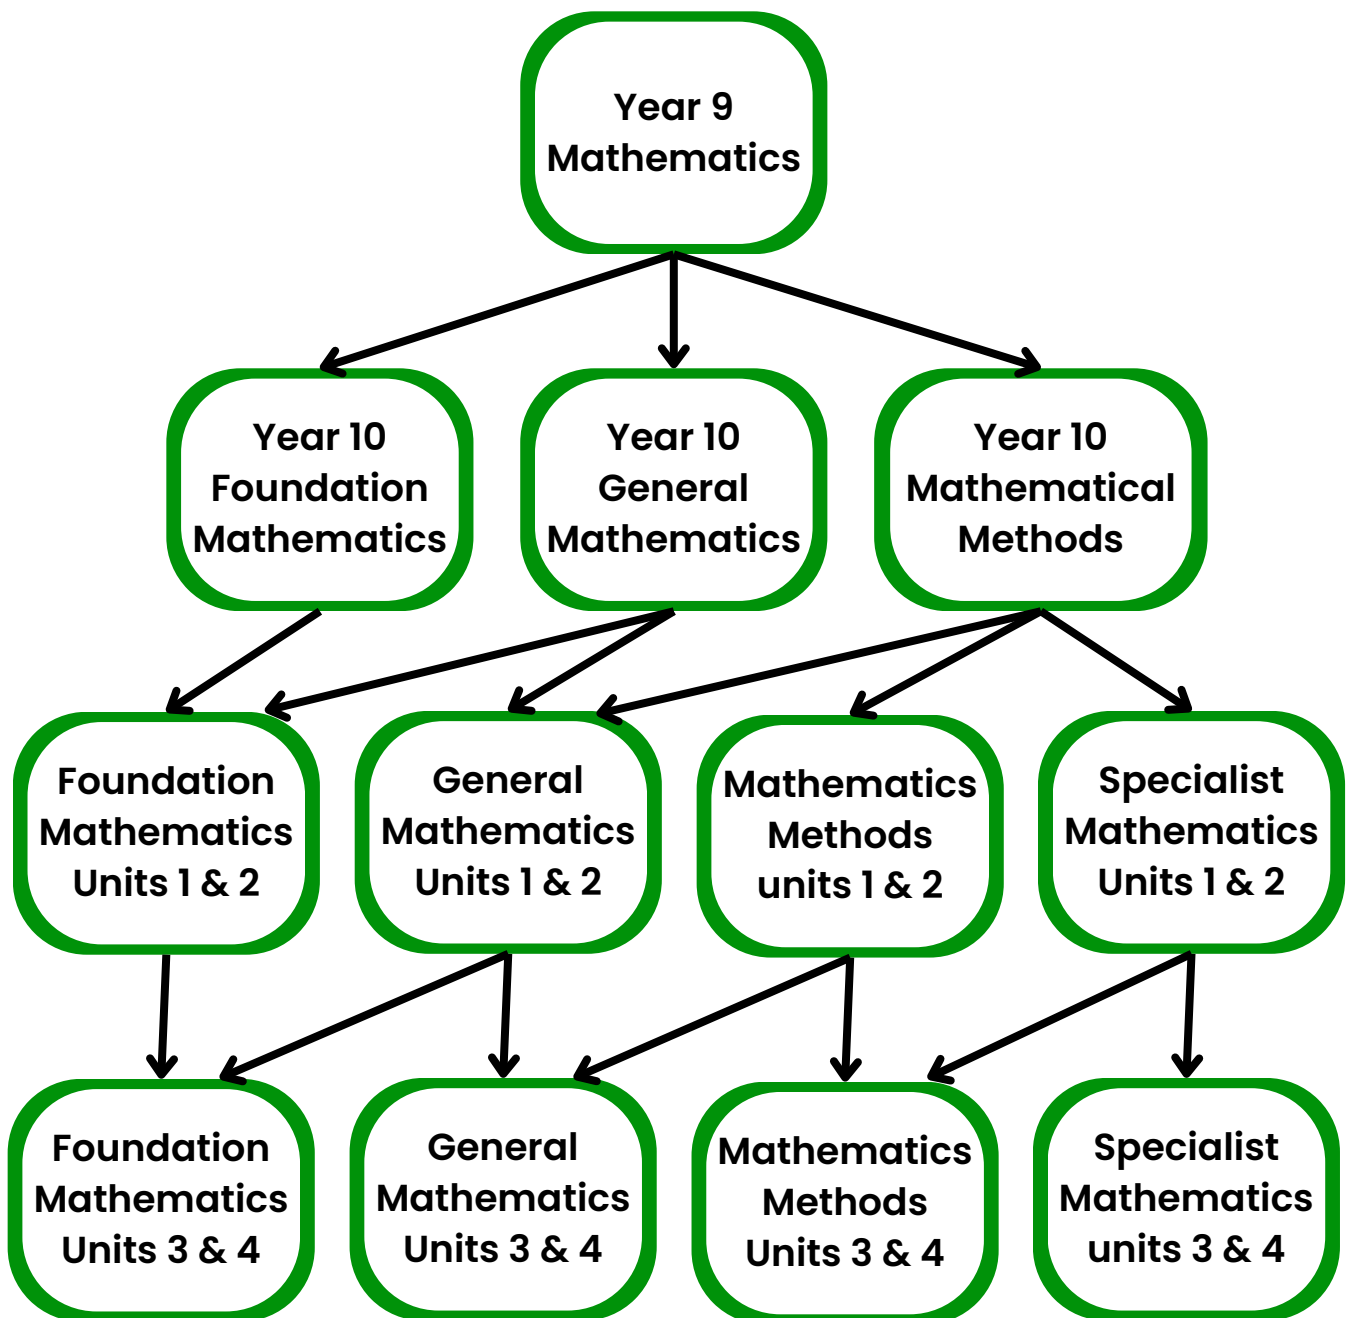 Year 9
Mathematics
Year 10
Foundation
Mathematics
Year 10
General
Mathematics
Year 10
Mathematical
Methods
Foundation
Mathematics
Units 1 & 2
General
Mathematics
Units 1 & 2
Mathematics
Methods
units 1 & 2
Specialist
Mathematics
Units 1 & 2
Foundation
Mathematics
Units 3 & 4
General
Mathematics
Units 3 & 4
Mathematics
Methods
Units 3 & 4
Specialist
Mathematics
units 3 & 4